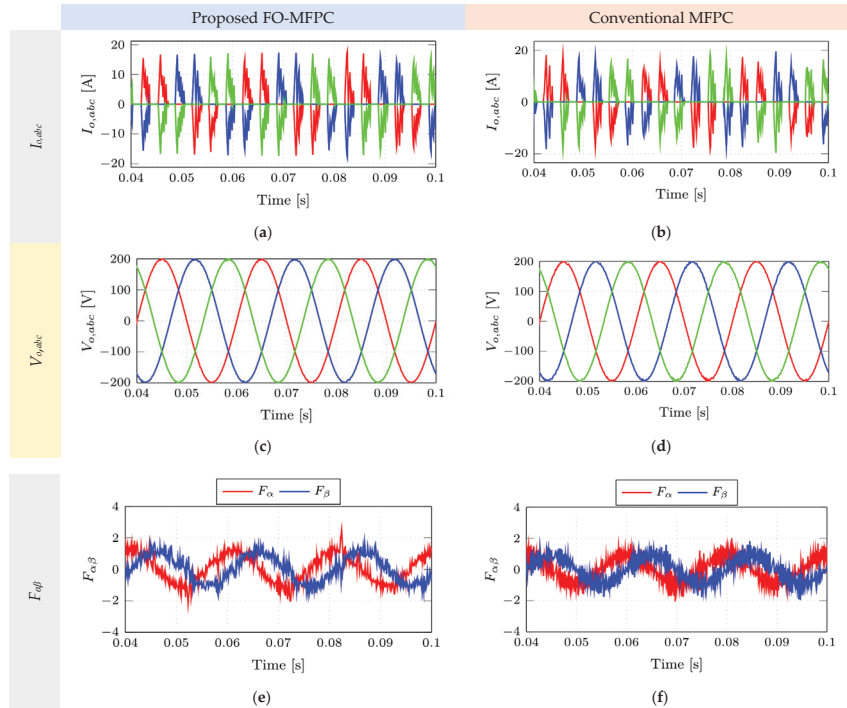 Proposed FO-MFPC
Conventional MFPC
I_{o,abc}
I_{o,abc} [A]
20
10
0
−10
−20
0.04 0.05 0.06 0.07 0.08 0.09 0.1
Time [s]
(a)
I_{o,abc} [A]
20
0
−20
0.04 0.05 0.06 0.07 0.08 0.09 0.1
Time [s]
(b)
V_{o,abc}
V_{o,abc} [V]
200
100
0
−100
−200
0.04 0.05 0.06 0.07 0.08 0.09 0.1
Time [s]
(c)
V_{o,abc} [V]
200
100
0
−100
−200
0.04 0.05 0.06 0.07 0.08 0.09 0.1
Time [s]
(d)
F_{αβ}
F_α F_β
F_{αβ}
4
2
0
−2
−4
0.04 0.05 0.06 0.07 0.08 0.09 0.1
Time [s]
(e)
F_α F_β
F_{αβ}
4
2
0
−2
−4
0.04 0.05 0.06 0.07 0.08 0.09 0.1
Time [s]
(f)